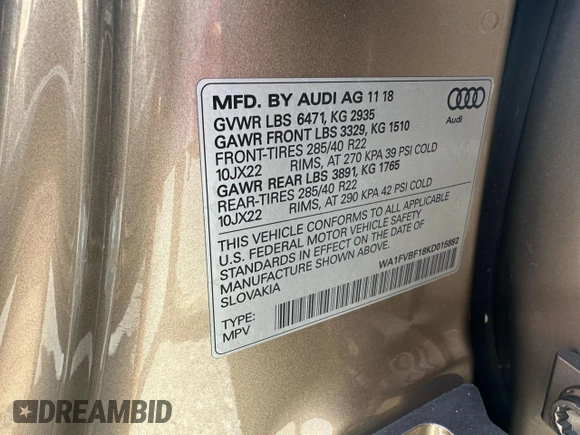 MFD. BY AUDI AG 11 18
GVWR LBS 6471, KG 2935
GAWR FRONT LBS 3329, KG 1510
FRONT-TIRES 285/40 R22
10JX22 RIMS, AT 270 KPA 39 PSI COLD
GAWR REAR LBS 3891, KG 1765
REAR-TIRES 285/40 R22
10JX22 RIMS, AT 290 KPA 42 PSI COLD
THIS VEHICLE CONFORMS TO ALL APPLICABLE
U.S. FEDERAL MOTOR VEHICLE SAFETY
STANDARDS IN EFFECT ON THE DATE OF
MANUFACTURE SHOWN ABOVE.
SLOVAKIA
WA1FVBF18KD015892
TYPE:
MPV
Audi
DREAMBID